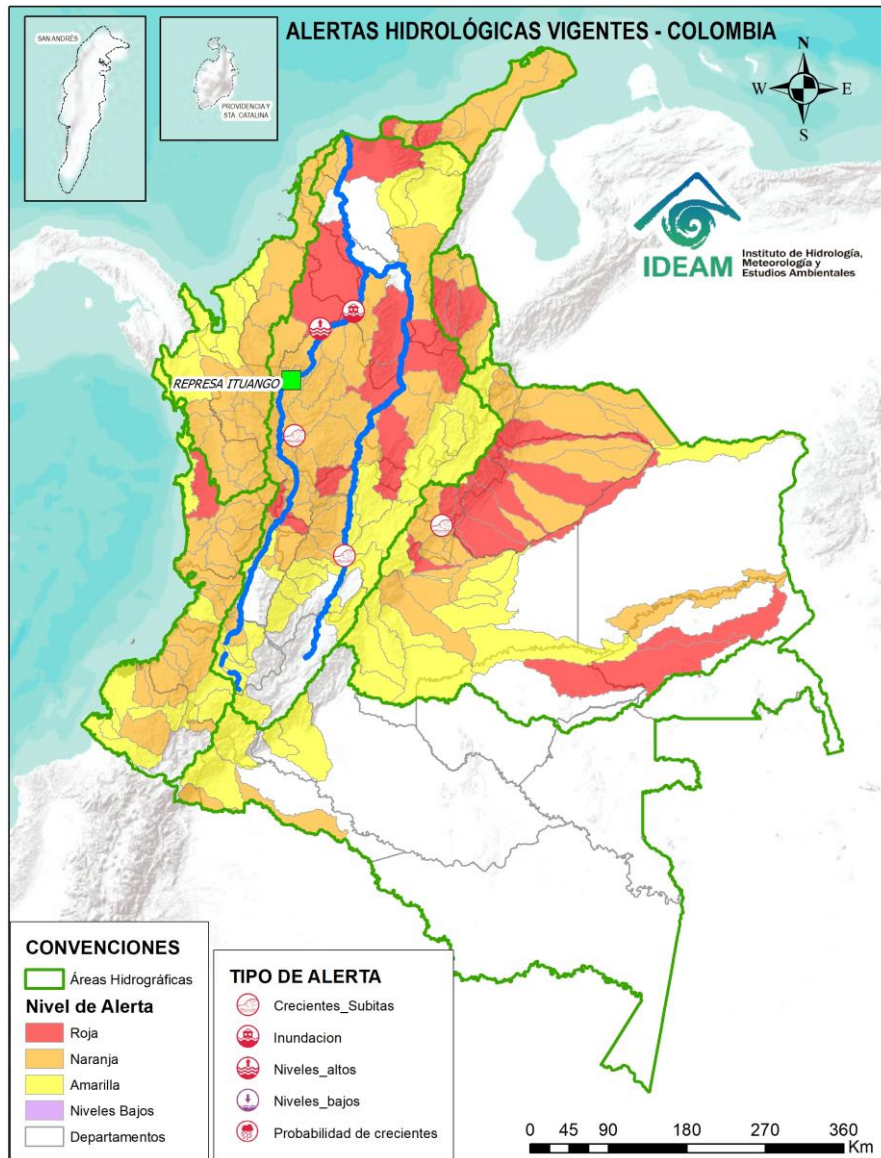 ALERTAS HIDROLÓGICAS VIGENTES - COLOMBIA
SAN ANDRÉS
PROVIDENCIA Y
STA. CATALINA
N
W E
S
IDEAM
Instituto de Hidrología,
Meteorología y
Estudios Ambientales
REPRESA ITUANGO
CONVENCIONES
Áreas Hidrográficas
Nivel de Alerta
Roja
Naranja
Amarilla
Niveles Bajos
Departamentos
TIPO DE ALERTA
Crecientes_Subitas
Inundacion
Niveles_altos
Niveles_bajos
Probabilidad de crecientes
0 45 90 180 270 360
Km